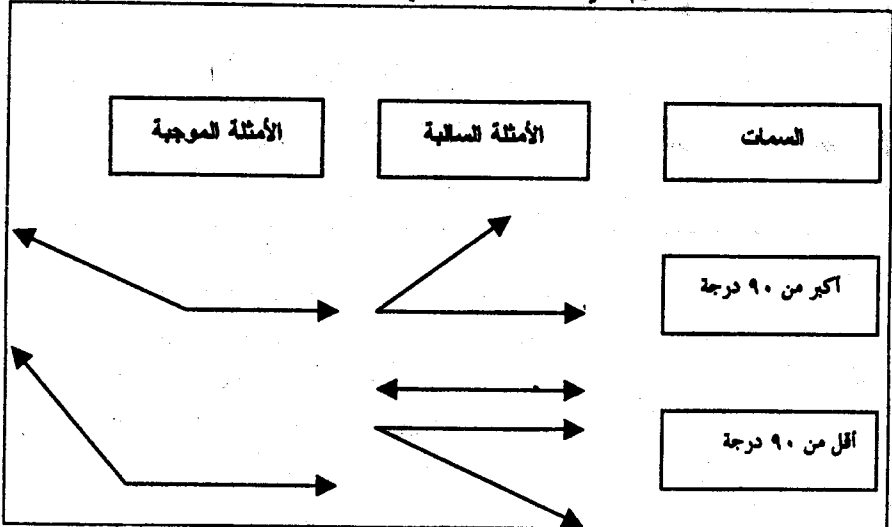 السمات
الأمثلة السالبة
الأمثلة الموجبة
أكبر من ٩٠ درجة
أقل من ٩٠ درجة